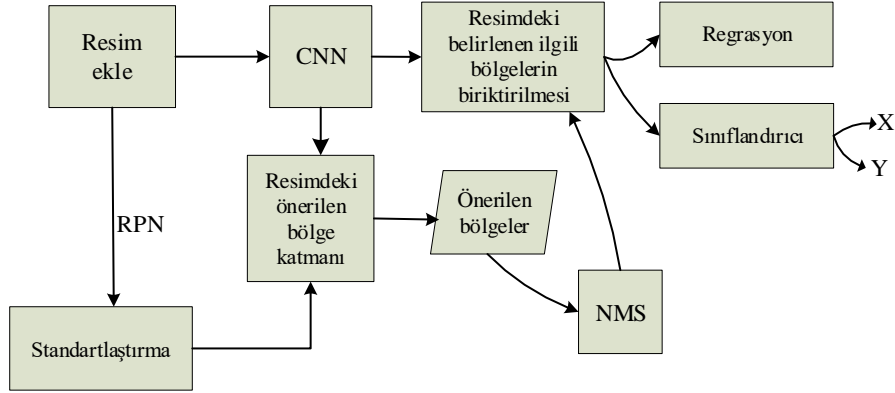 Resim
ekle
CNN
Resimdeki
belirlenen ilgili
bölgelerin
biriktirilmesi
Regrasyon
Sınıflandırıcı
X
Y
Resimdeki
önerilen
bölge
katmanı
Önerilen
bölgeler
RPN
NMS
Standartlaştırma